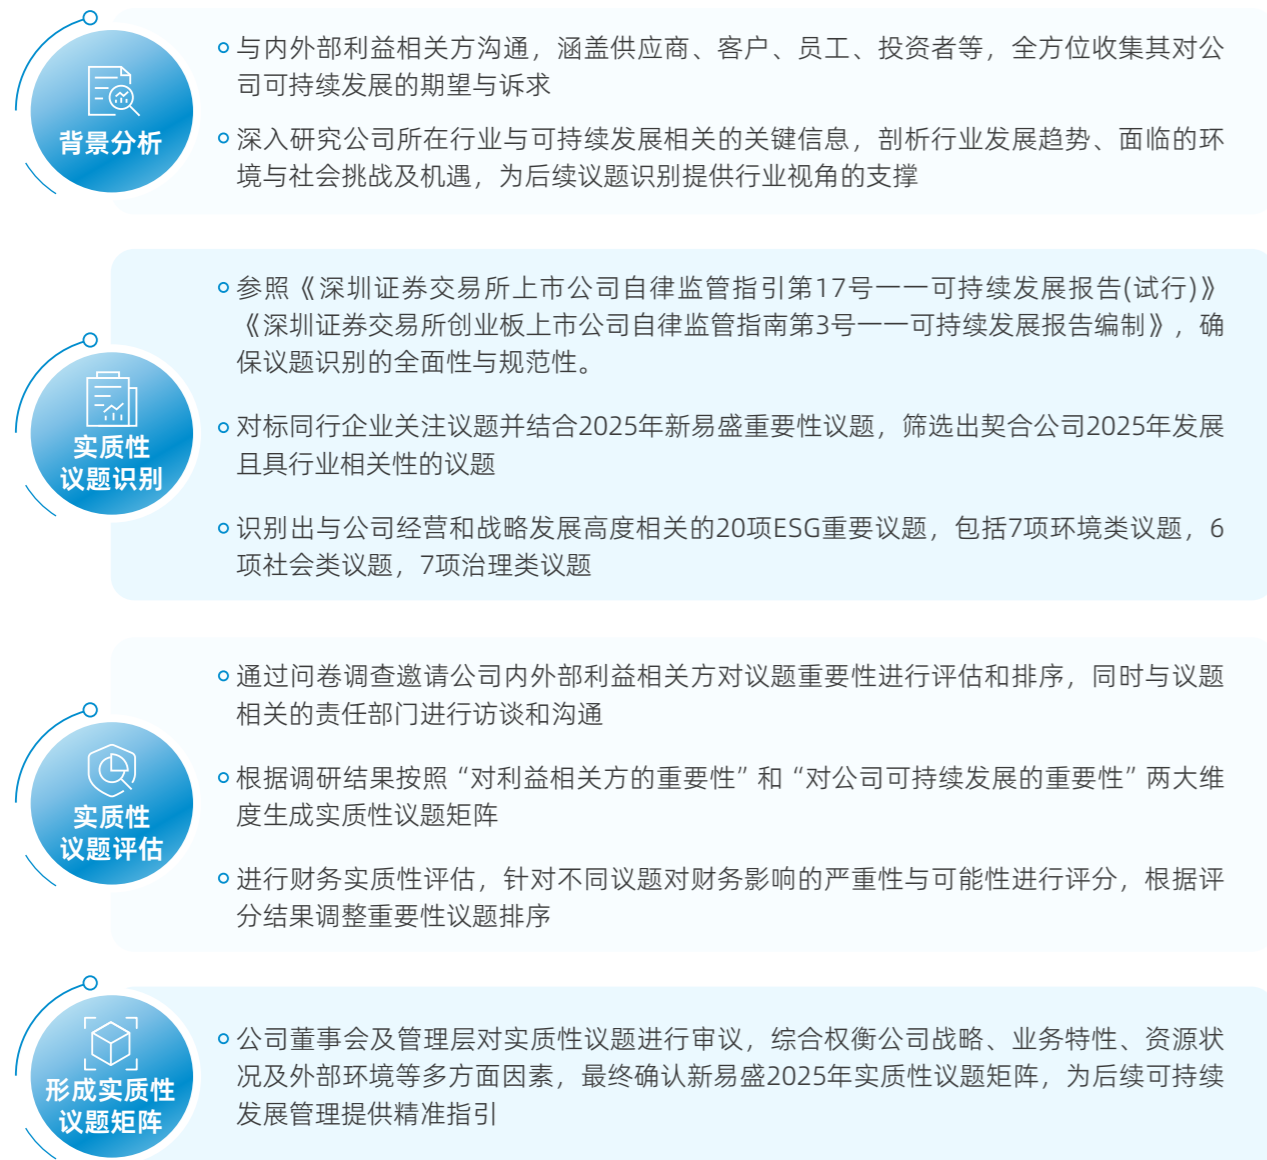 背景分析
与内外部利益相关方沟通，涵盖供应商、客户、员工、投资者等，全方位收集其对公
司可持续发展的期望与诉求
深入研究公司所在行业与可持续发展相关的关键信息，剖析行业发展趋势、面临的环
境与社会挑战及机遇，为后续议题识别提供行业视角的支撑
实质性
议题识别
参照《深圳证券交易所上市公司自律监管指引第17号一一可持续发展报告(试行)》
《深圳证券交易所创业板上市公司自律监管指南第3号一一可持续发展报告编制》，确
保议题识别的全面性与规范性。
对标同行企业关注议题并结合2025年新易盛重要性议题，筛选出契合公司2025年发展
且具行业相关性的议题
识别出与公司经营和战略发展高度相关的20项ESG重要议题，包括7项环境类议题，6
项社会类议题，7项治理类议题
实质性
议题评估
通过问卷调查邀请公司内外部利益相关方对议题重要性进行评估和排序，同时与议题
相关的责任部门进行访谈和沟通
根据调研结果按照“对利益相关方的重要性”和“对公司可持续发展的重要性”两大维
度生成实质性议题矩阵
进行财务实质性评估，针对不同议题对财务影响的严重性与可能性进行评分，根据评
分结果调整重要性议题排序
形成实质性
议题矩阵
公司董事会及管理层对实质性议题进行审议，综合权衡公司战略、业务特性、资源状
况及外部环境等多方面因素，最终确认新易盛2025年实质性议题矩阵，为后续可持续
发展管理提供精准指引